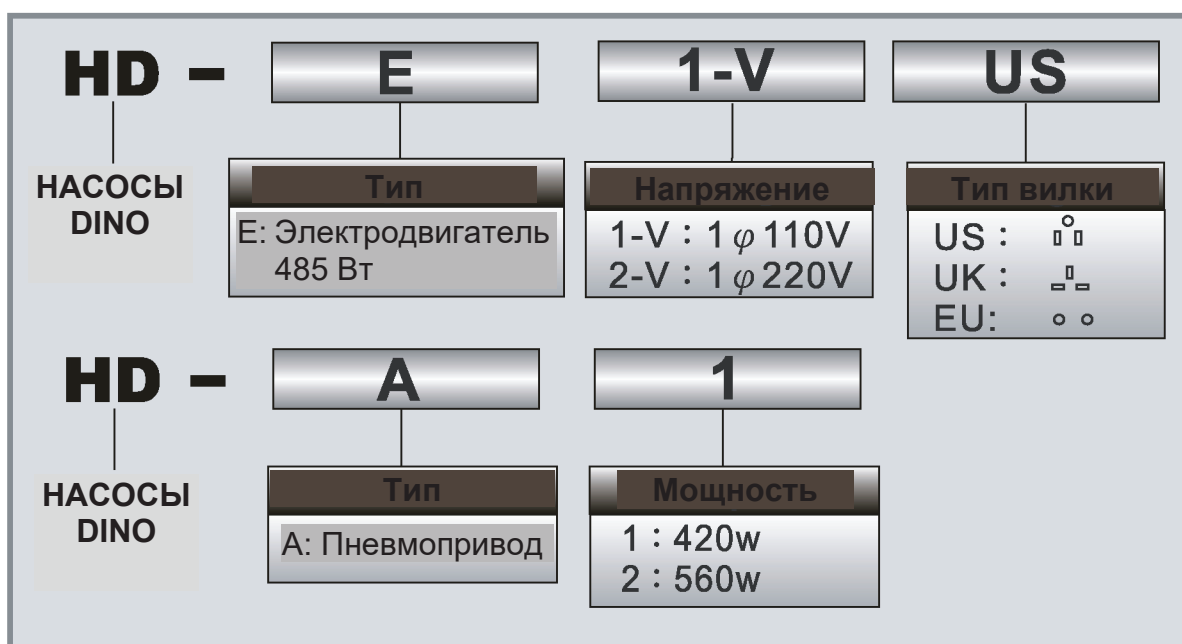 HD - E 1-V US
НАСОСЫ
DINO
Тип
E: Электродвигатель
485 Вт
Напряжение
1-V : 1 φ 110V
2-V : 1 φ 220V
Тип вилки
US :
UK :
EU:
HD - A 1
НАСОСЫ
DINO
Тип
А: Пневмопривод
Мощность
1 : 420w
2 : 560w